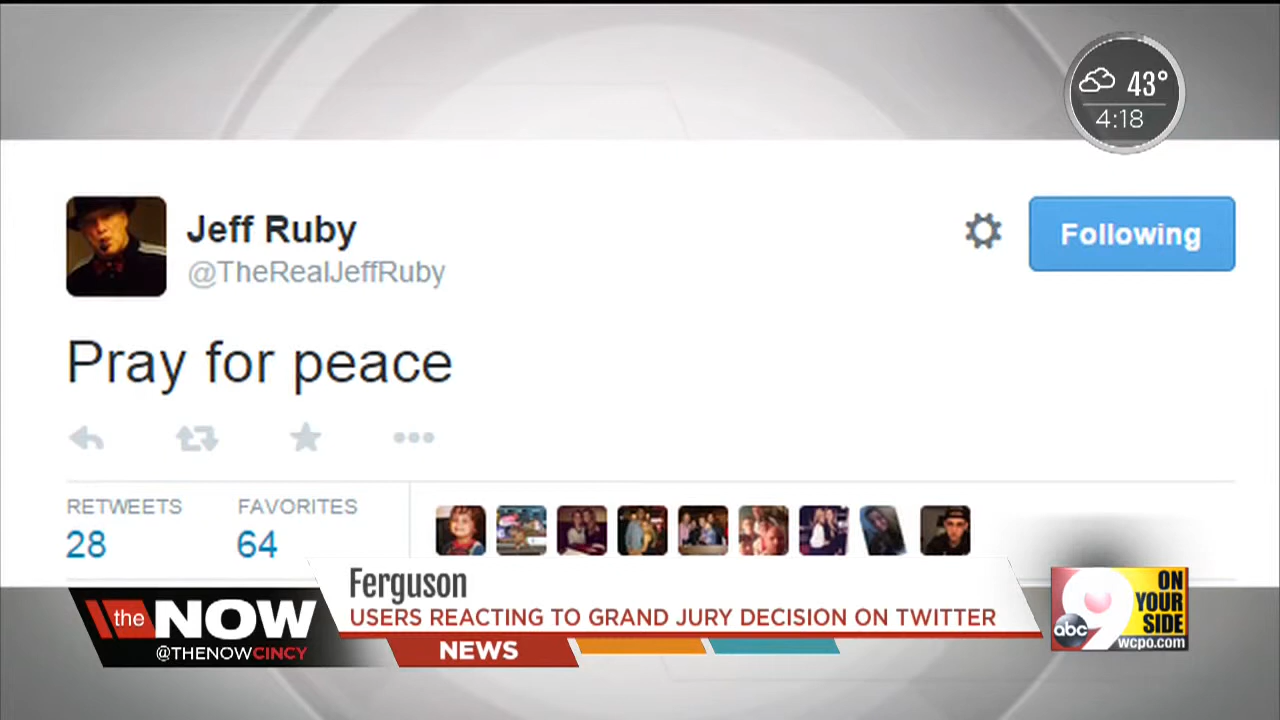 43°
4:18
Jeff Ruby
@TheRealJeffRuby
Following
Pray for peace
RETWEETS FAVORITES
28 64
Ferguson
USERS REACTING TO GRAND JURY DECISION ON TWITTER
the NOW
@THENOWCINCY
NEWS
abc 9
ON
YOUR
SIDE
wcpo.com